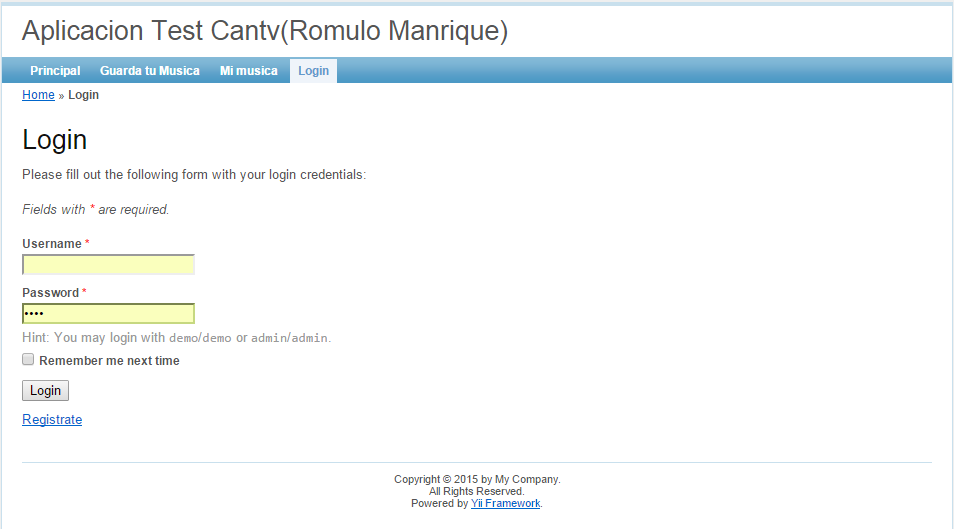 Aplicacion Test Cantv(Romulo Manrique)
Principal Guarda tu Musica Mi musica Login
Home » Login
Login
Please fill out the following form with your login credentials:
Fields with * are required.
Username *
Password *
••••
Hint: You may login with demo/demo or admin/admin.
Remember me next time
Login
Registrate
Copyright © 2015 by My Company.
All Rights Reserved.
Powered by Yii Framework.